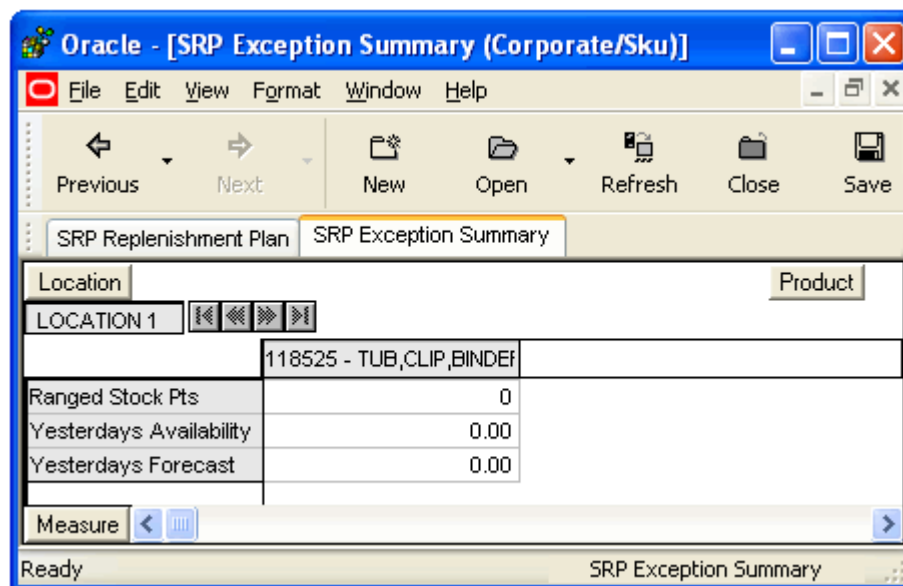 Oracle - [SRP Exception Summary (Corporate/Sku)]
File Edit View Format Window Help
Previous Next New Open Refresh Close Save
SRP Replenishment Plan SRP Exception Summary
Location Product
LOCATION 1
118525 - TUB,CLIP,BINDER
Ranged Stock Pts 0
Yesterdays Availability 0.00
Yesterdays Forecast 0.00
Measure
Ready SRP Exception Summary